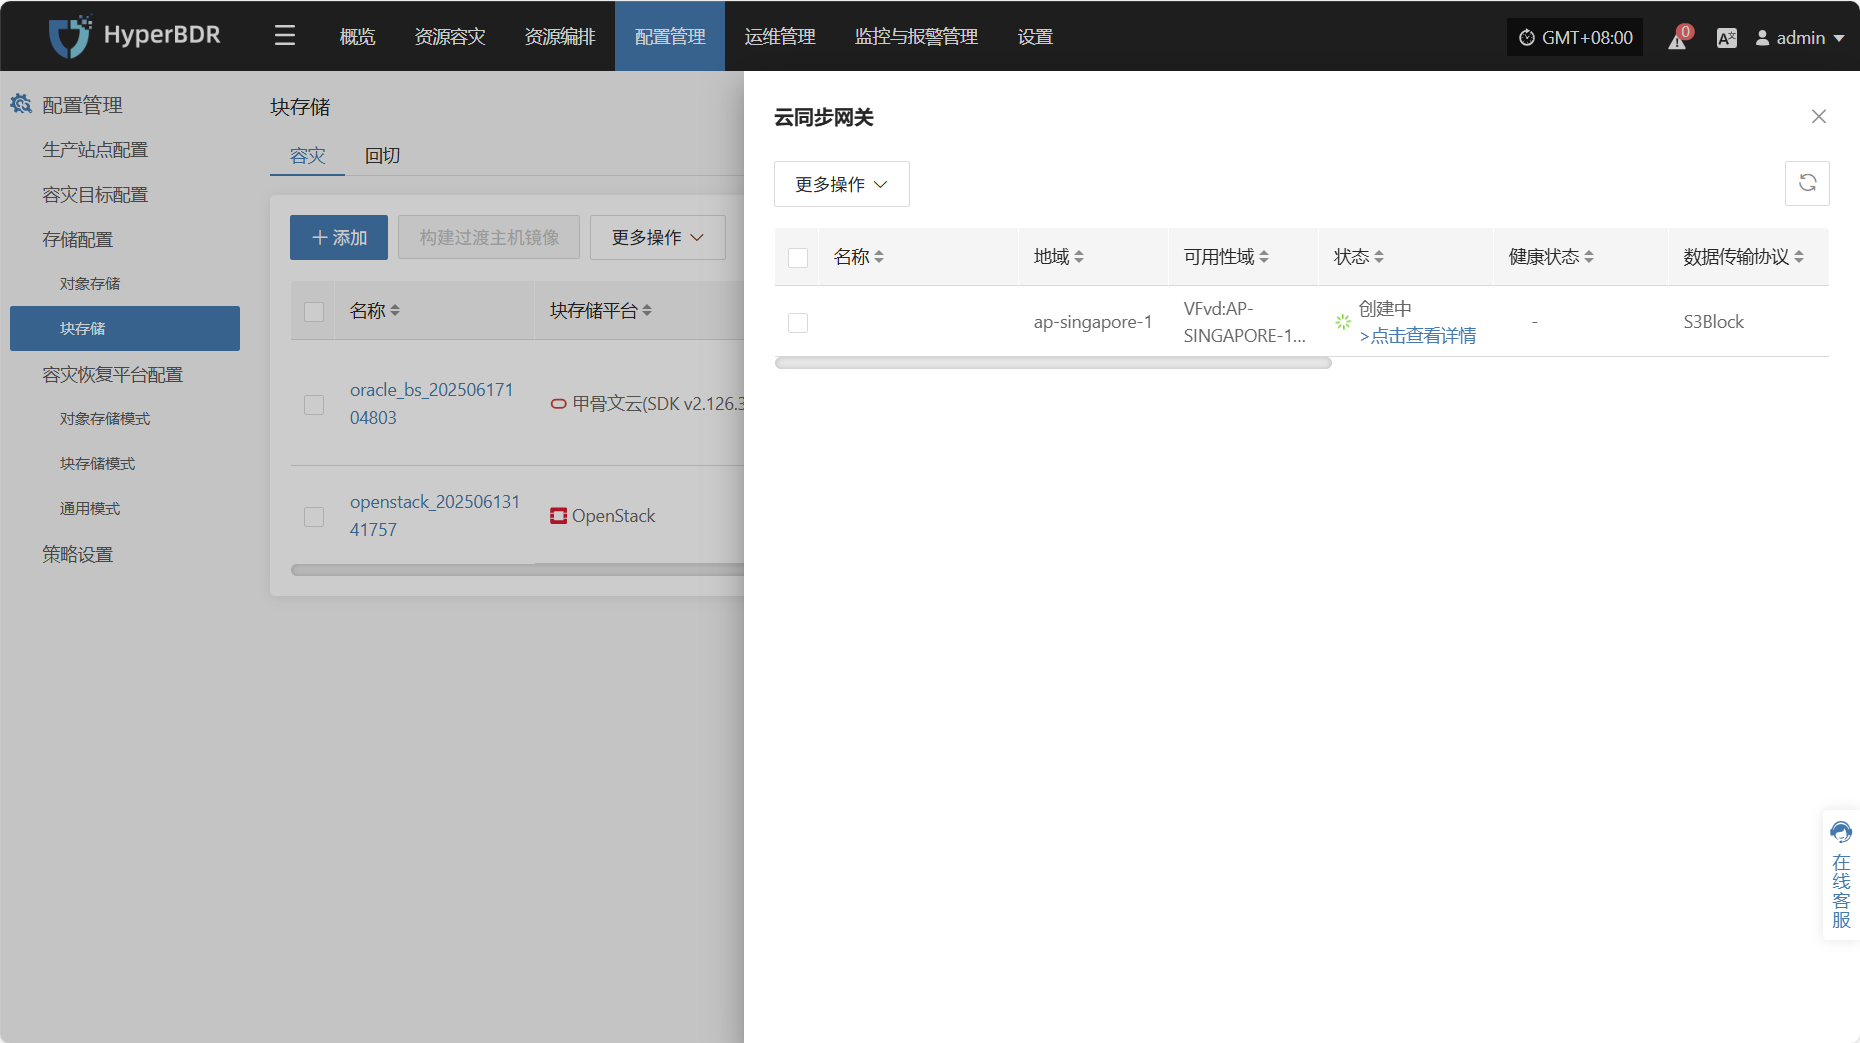 HyperBDR
概览
资源容灾
资源编排
配置管理
运维管理
监控与报警管理
设置
GMT+08:00
0
admin
配置管理
生产站点配置
容灾目标配置
存储配置
对象存储
块存储
容灾恢复平台配置
对象存储模式
块存储模式
通用模式
策略设置
块存储
容灾
回切
添加
构建过渡主机镜像
更多操作
名称
块存储平台
oracle_bs_202506171
04803
甲骨文云(SDK v2.126.3
openstack_202506131
41757
OpenStack
云同步网关
更多操作
名称
地域
可用性域
状态
健康状态
数据传输协议
ap-singapore-1
VFvd:AP-
SINGAPORE-1...
创建中
>点击查看详情
-
S3Block
在线客服